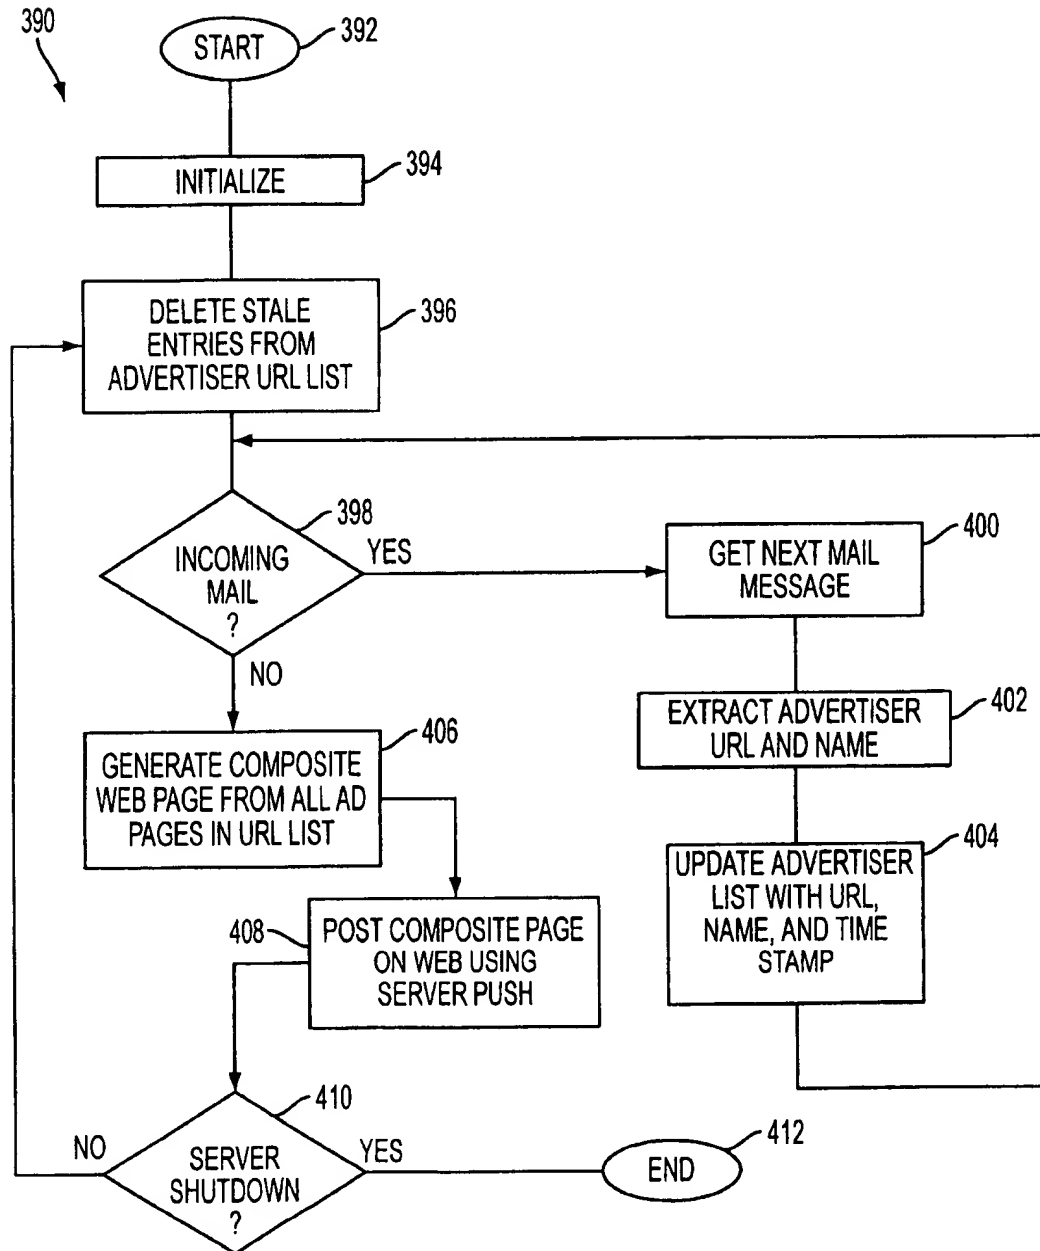 390
START
392
INITIALIZE
394
DELETE STALE
ENTRIES FROM
ADVERTISER URL LIST
396
INCOMING
MAIL
?
398
YES
NO
GET NEXT MAIL
MESSAGE
400
EXTRACT ADVERTISER
URL AND NAME
402
UPDATE ADVERTISER
LIST WITH URL,
NAME, AND TIME
STAMP
404
GENERATE COMPOSITE
WEB PAGE FROM ALL AD
PAGES IN URL LIST
406
POST COMPOSITE PAGE
ON WEB USING
SERVER PUSH
408
SERVER
SHUTDOWN
?
410
NO
YES
END
412